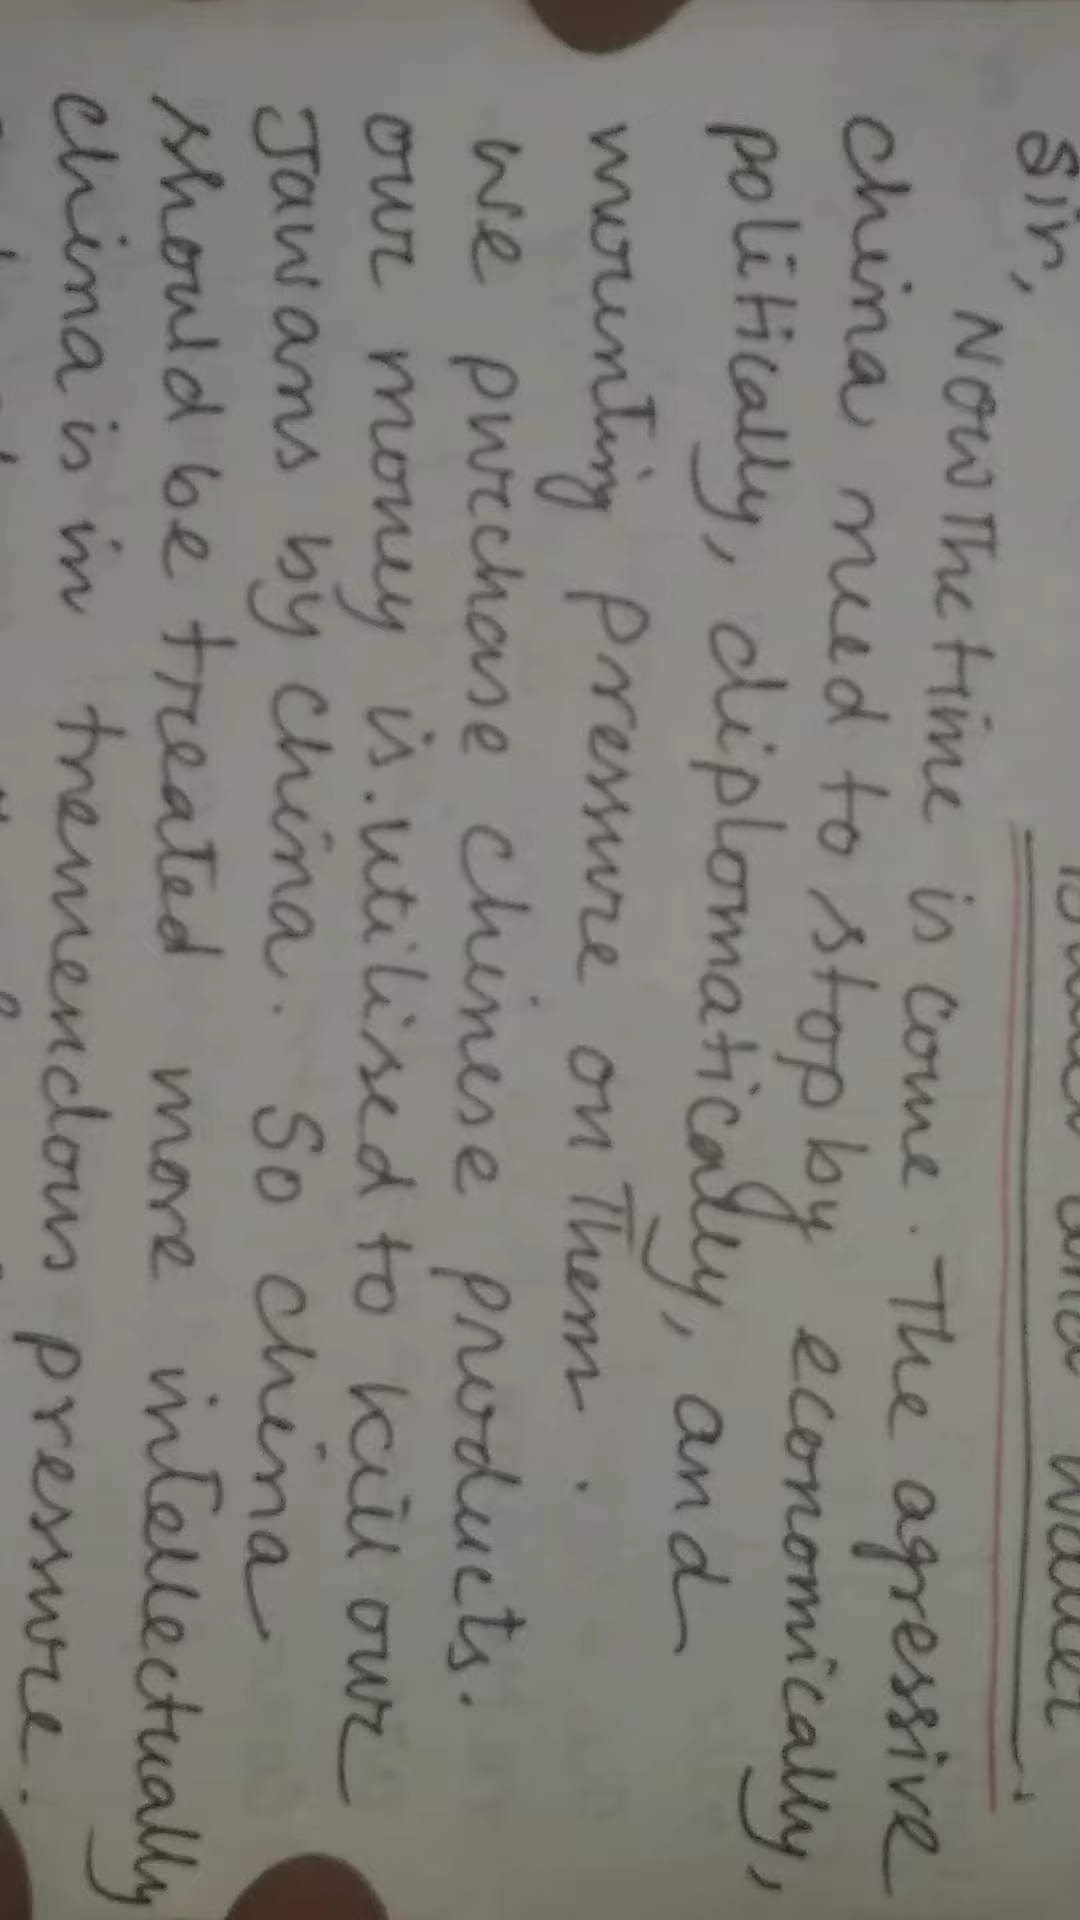 and water
Sir,
Now The time is come. The agressive
china, need to stop by economically,
politically, diplomatically, and
mounting pressure on Them.
We purchase chinese products.
our money is utilised to kill our
Jawans by china. So china
should be treated more intellectually
china is in tremendous pressure.